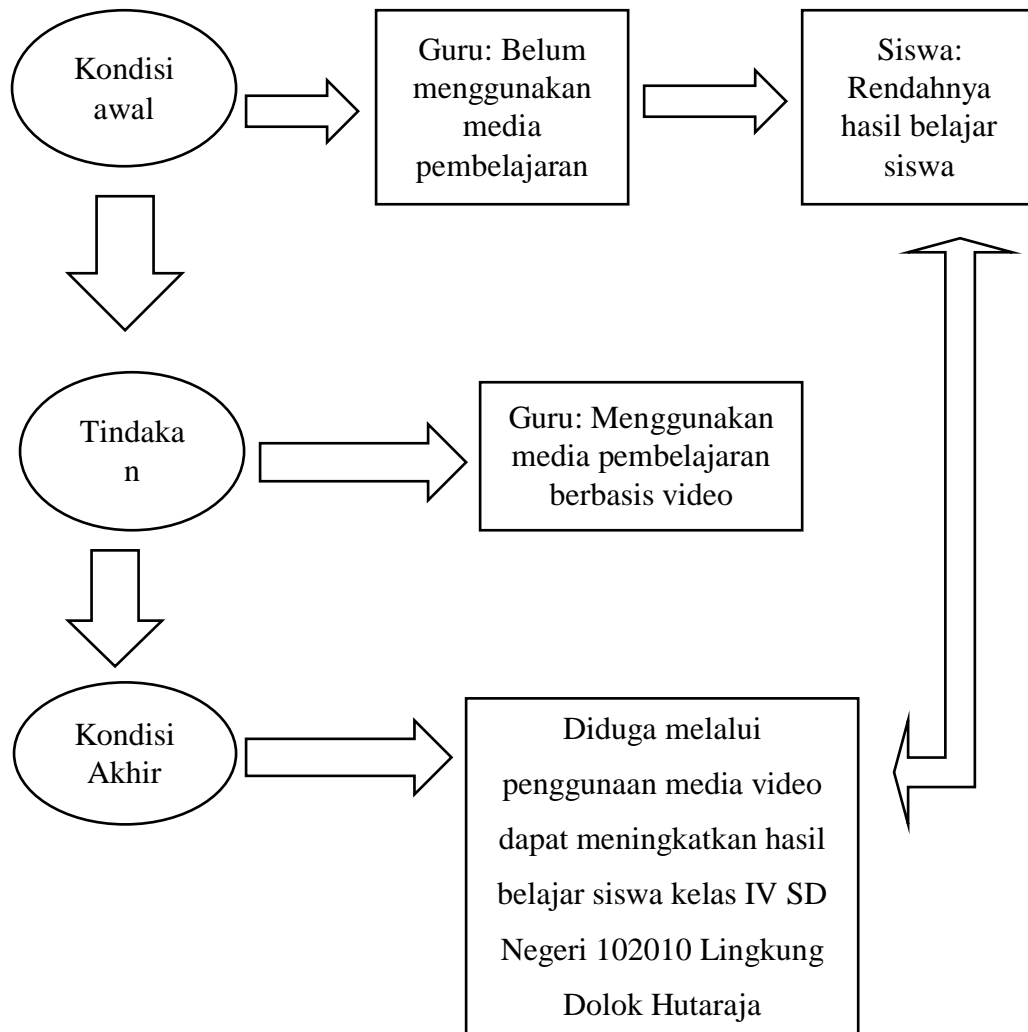 Kondisi
awal
Guru: Belum
menggunakan
media
pembelajaran
Siswa:
Rendahnya
hasil belajar
siswa
Tindaka
n
Guru: Menggunakan
media pembelajaran
berbasis video
Kondisi
Akhir
Diduga melalui
penggunaan media video
dapat meningkatkan hasil
belajar siswa kelas IV SD
Negeri 102010 Lingkung
Dolok Hutaraja